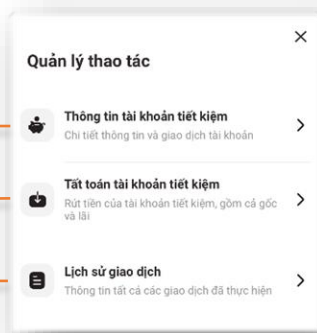 Quản lý thao tác
Thông tin tài khoản tiết kiệm
Chi tiết thông tin và giao dịch tài khoản
Tất toán tài khoản tiết kiệm
Rút tiền của tài khoản tiết kiệm, gồm cả gốc
và lãi
Lịch sử giao dịch
Thông tin tất cả các giao dịch đã thực hiện